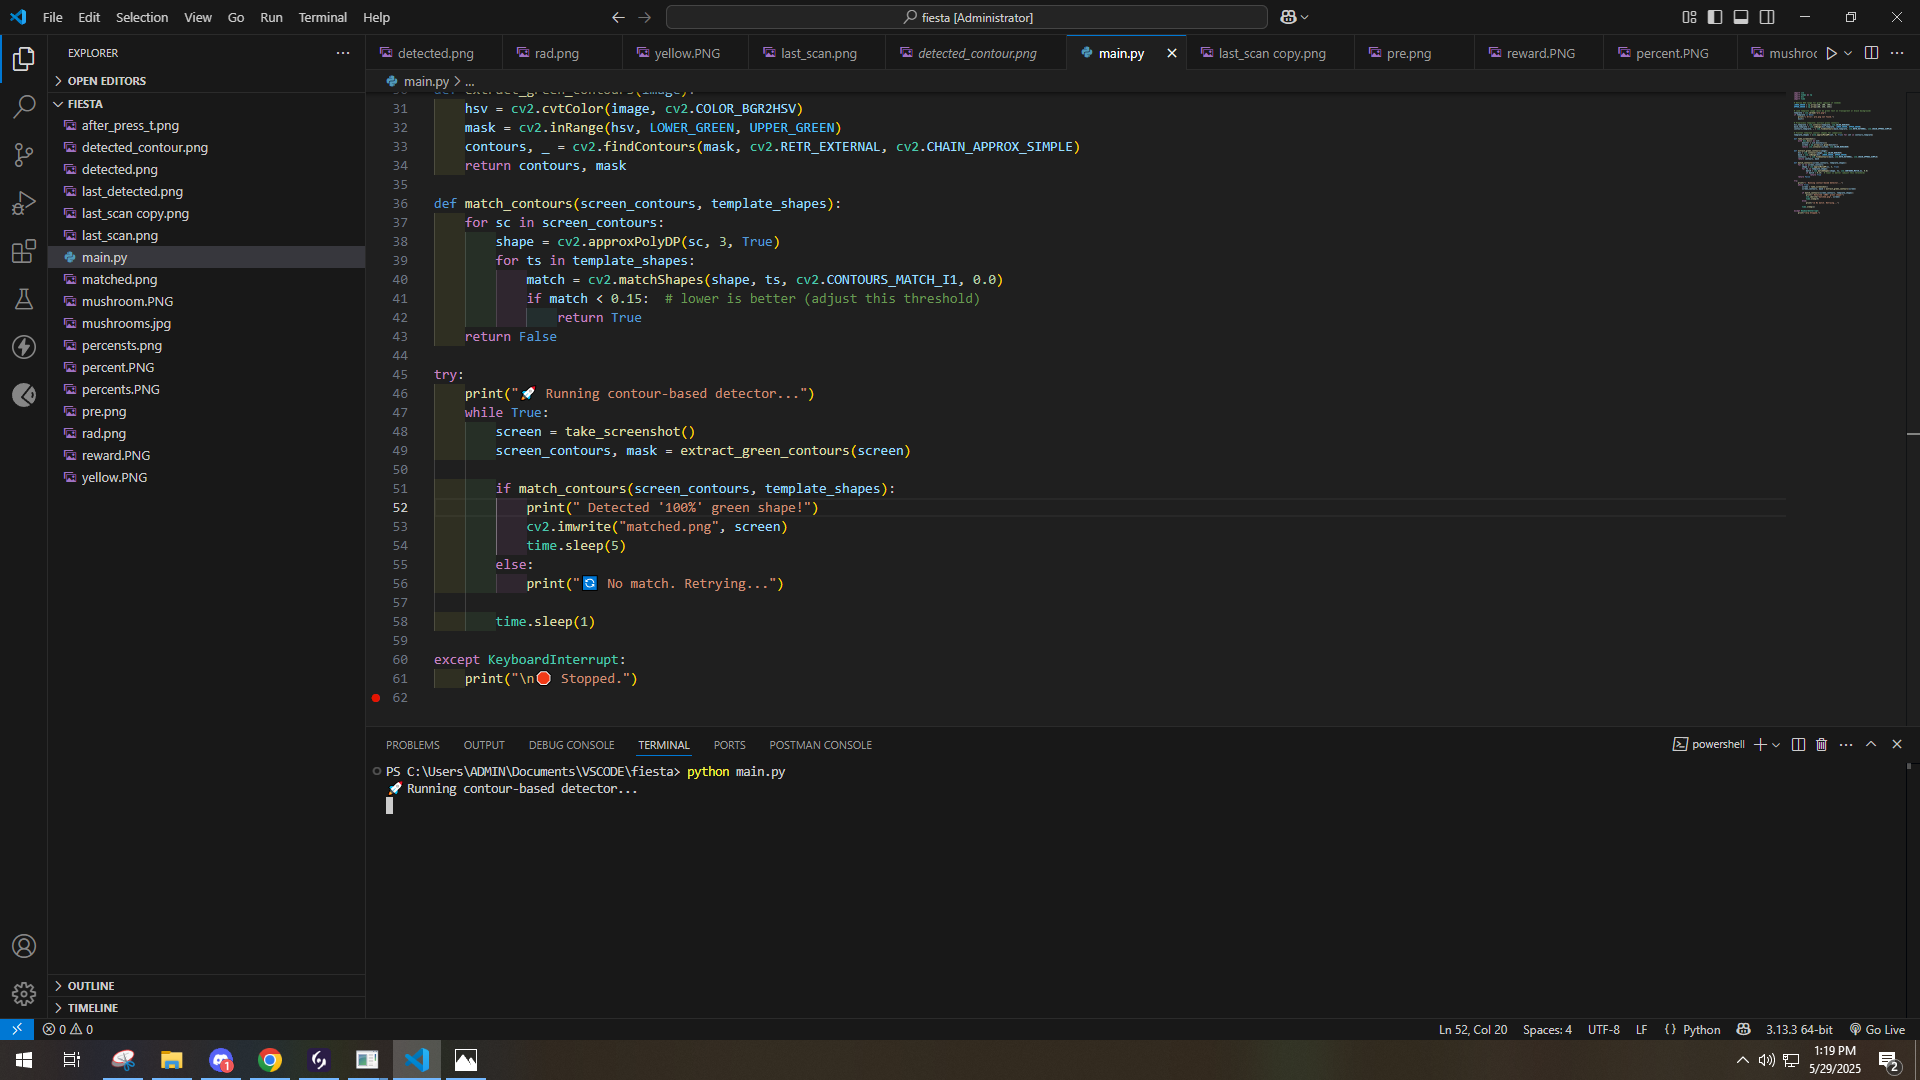 File Edit Selection View Go Run Terminal Help
fiesta [Administrator]
EXPLORER
OPEN EDITORS
FIESTA
after_press_t.png
detected_contour.png
detected.png
last_detected.png
last_scan copy.png
last_scan.png
main.py
matched.png
mushroom.PNG
mushrooms.jpg
percensts.png
percent.PNG
percents.PNG
pre.png
rad.png
reward.PNG
yellow.PNG
OUTLINE
TIMELINE
detected.png rad.png yellow.PNG last_scan.png detected_contour.png main.py last_scan copy.png pre.png reward.PNG percent.PNG mushroo
main.py > ...
30 def extract_green_contours(image):
31 hsv = cv2.cvtColor(image, cv2.COLOR_BGR2HSV)
32 mask = cv2.inRange(hsv, LOWER_GREEN, UPPER_GREEN)
33 contours, _ = cv2.findContours(mask, cv2.RETR_EXTERNAL, cv2.CHAIN_APPROX_SIMPLE)
34 return contours, mask
35
36 def match_contours(screen_contours, template_shapes):
37 for sc in screen_contours:
38 shape = cv2.approxPolyDP(sc, 3, True)
39 for ts in template_shapes:
40 match = cv2.matchShapes(shape, ts, cv2.CONTOURS_MATCH_I1, 0.0)
41 if match < 0.15:  # lower is better (adjust this threshold)
42 return True
43 return False
44
45 try:
46 print("🚀 Running contour-based detector...")
47 while True:
48 screen = take_screenshot()
49 screen_contours, mask = extract_green_contours(screen)
50
51 if match_contours(screen_contours, template_shapes):
52 print(" Detected '100%' green shape!")
53 cv2.imwrite("matched.png", screen)
54 time.sleep(5)
55 else:
56 print("🔄 No match. Retrying...")
57
58 time.sleep(1)
59
60 except KeyboardInterrupt:
61 print("\n🛑 Stopped.")
62
PROBLEMS OUTPUT DEBUG CONSOLE TERMINAL PORTS POSTMAN CONSOLE
powershell
PS C:\Users\ADMIN\Documents\VSCODE\fiesta> python main.py
🚀 Running contour-based detector...
0 0
Ln 52, Col 20 Spaces: 4 UTF-8 LF {} Python 3.13.3 64-bit Go Live
1
1:19 PM
5/29/2025
2